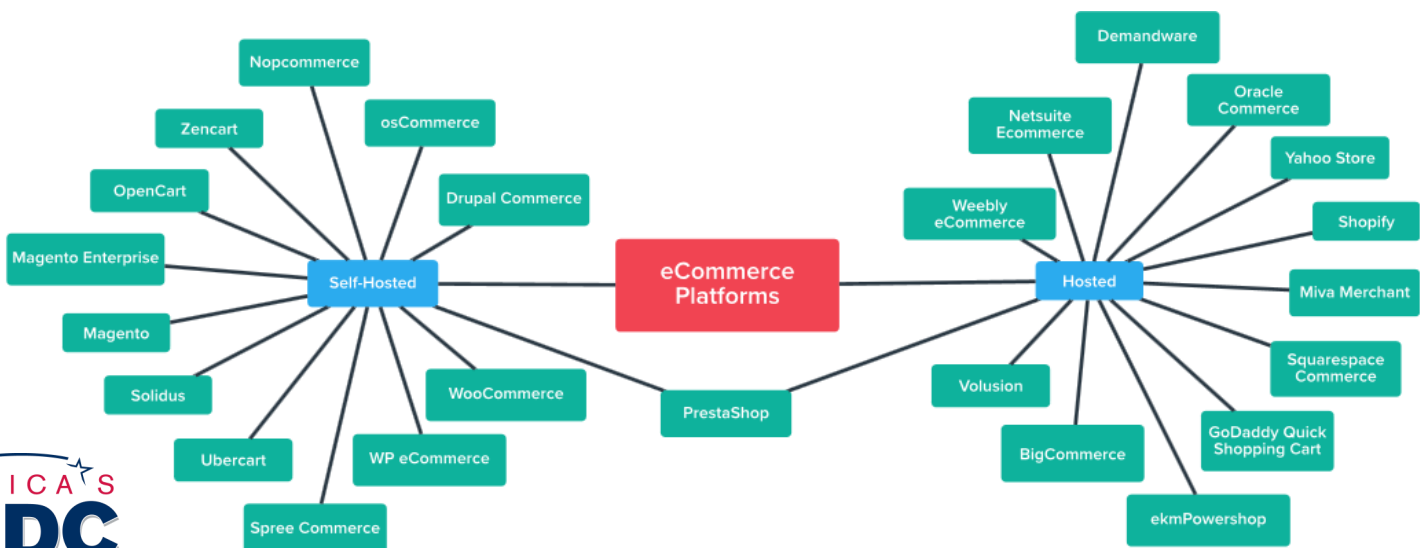 Nopcommerce
Zencart
osCommerce
OpenCart
Drupal Commerce
Magento Enterprise
Self-Hosted
Magento
Solidus
WooCommerce
Ubercart
WP eCommerce
Spree Commerce
eCommerce
Platforms
PrestaShop
Demandware
Netsuite
Ecommerce
Oracle
Commerce
Yahoo Store
Weebly
eCommerce
Shopify
Hosted
Miva Merchant
Squarespace
Commerce
Volusion
GoDaddy Quick
Shopping Cart
BigCommerce
ekmPowershop
ICA'S
DC